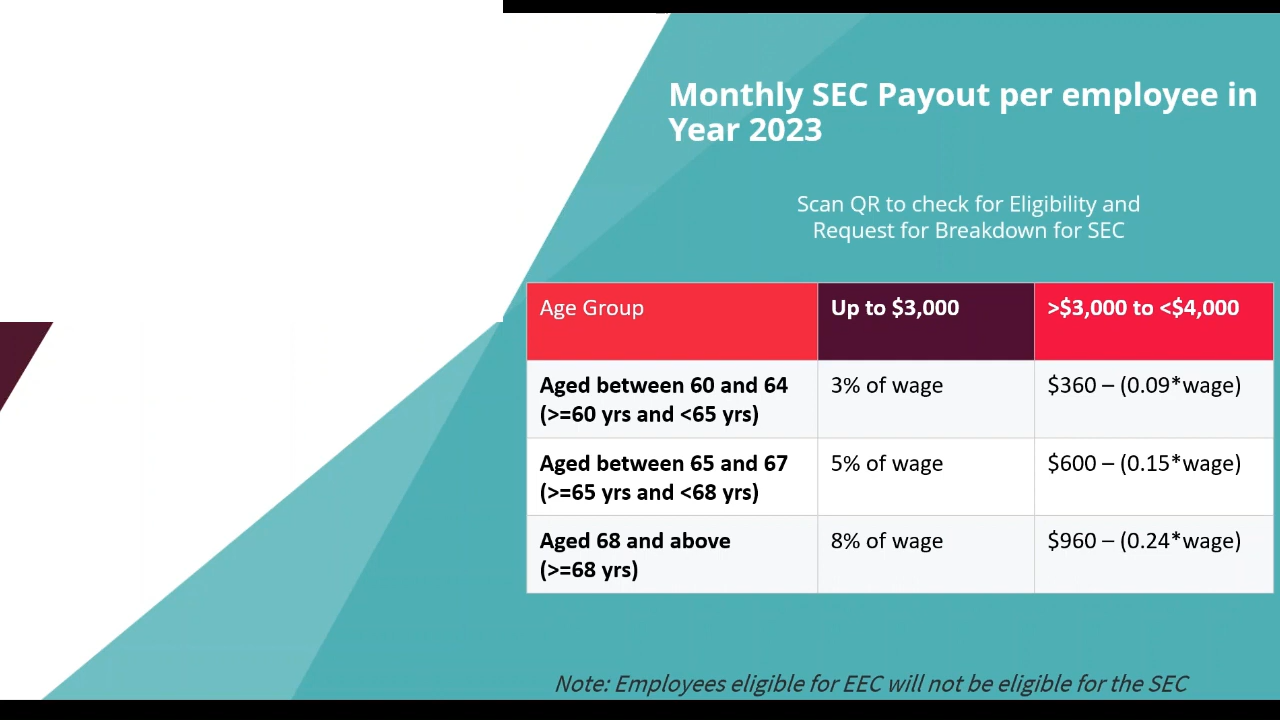 Monthly SEC Payout per employee in
Year 2023
Scan QR to check for Eligibility and
Request for Breakdown for SEC
Age Group
Up to $3,000
>$3,000 to <$4,000
Aged between 60 and 64
(>=60 yrs and <65 yrs)
3% of wage
$360 – (0.09*wage)
Aged between 65 and 67
(>=65 yrs and <68 yrs)
5% of wage
$600 – (0.15*wage)
Aged 68 and above
(>=68 yrs)
8% of wage
$960 – (0.24*wage)
Note: Employees eligible for EEC will not be eligible for the SEC